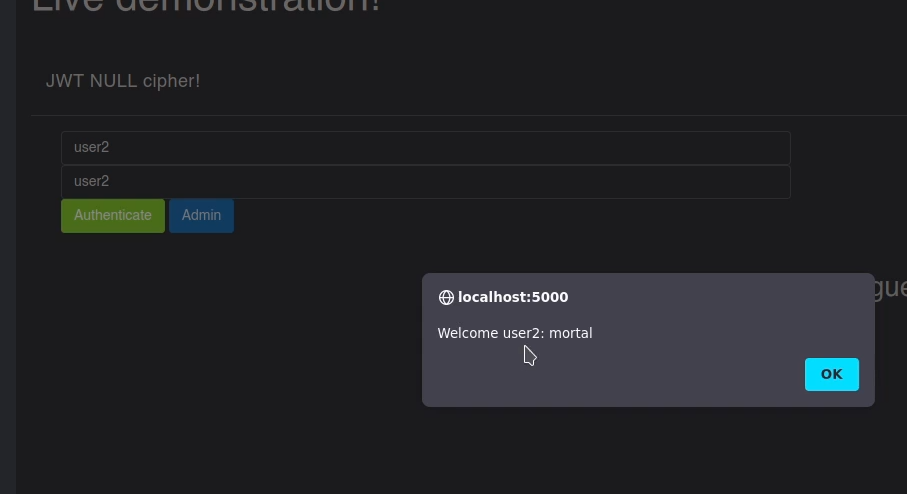 Live demonstration!
JWT NULL cipher!
user2
user2
Authenticate Admin
localhost:5000
Welcome user2: mortal
OK